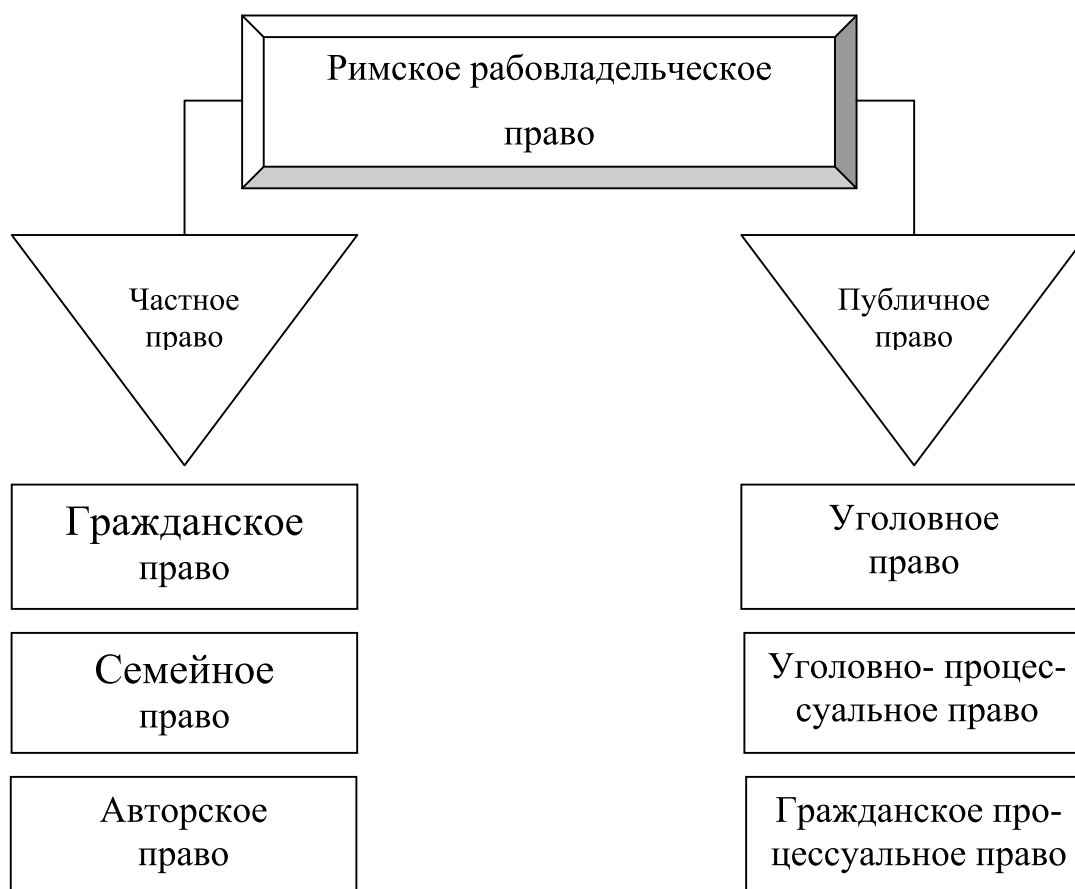 Римское рабовладельческое
право
Частное
право
Публичное
право
Гражданское
право
Уголовное
право
Семейное
право
Уголовно- процес-
суальное право
Авторское
право
Гражданское про-
цессуальное право